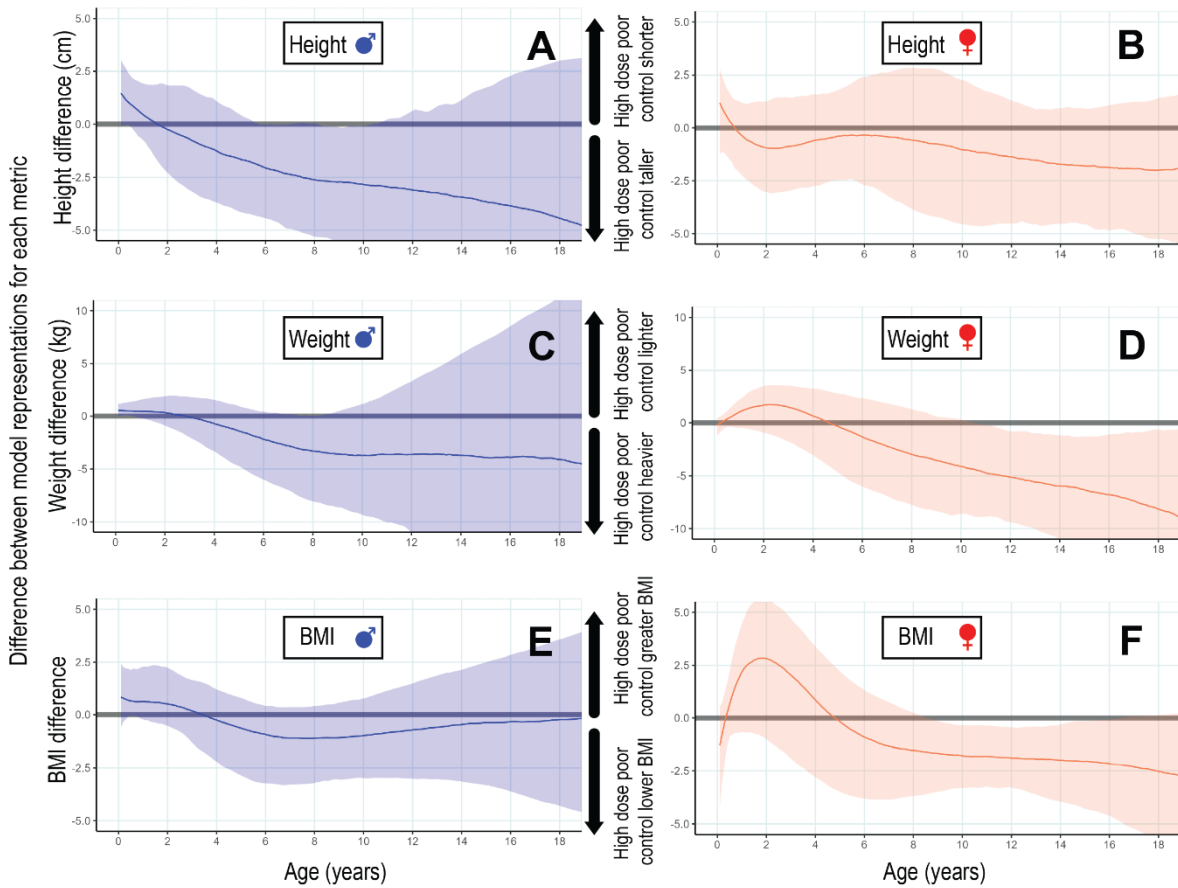 Difference between model representations for each metric
Height difference (cm)
5.0
2.5
0.0
-2.5
-5.0
Height ♂
A
0 2 4 6 8 10 12 14 16 18
High dose poor
control shorter
High dose poor
control taller
5.0
2.5
0.0
-2.5
-5.0
Height ♀
B
0 2 4 6 8 10 12 14 16 18
Weight difference (kg)
10
5
0
-5
-10
Weight ♂
C
0 2 4 6 8 10 12 14 16 18
High dose poor
control lighter
High dose poor
control heavier
10
5
0
-5
-10
Weight ♀
D
0 2 4 6 8 10 12 14 16 18
BMI difference
5.0
2.5
0.0
-2.5
-5.0
BMI ♂
E
0 2 4 6 8 10 12 14 16 18
Age (years)
High dose poor
control greater BMI
High dose poor
control lower BMI
5.0
2.5
0.0
-2.5
-5.0
BMI ♀
F
0 2 4 6 8 10 12 14 16 18
Age (years)